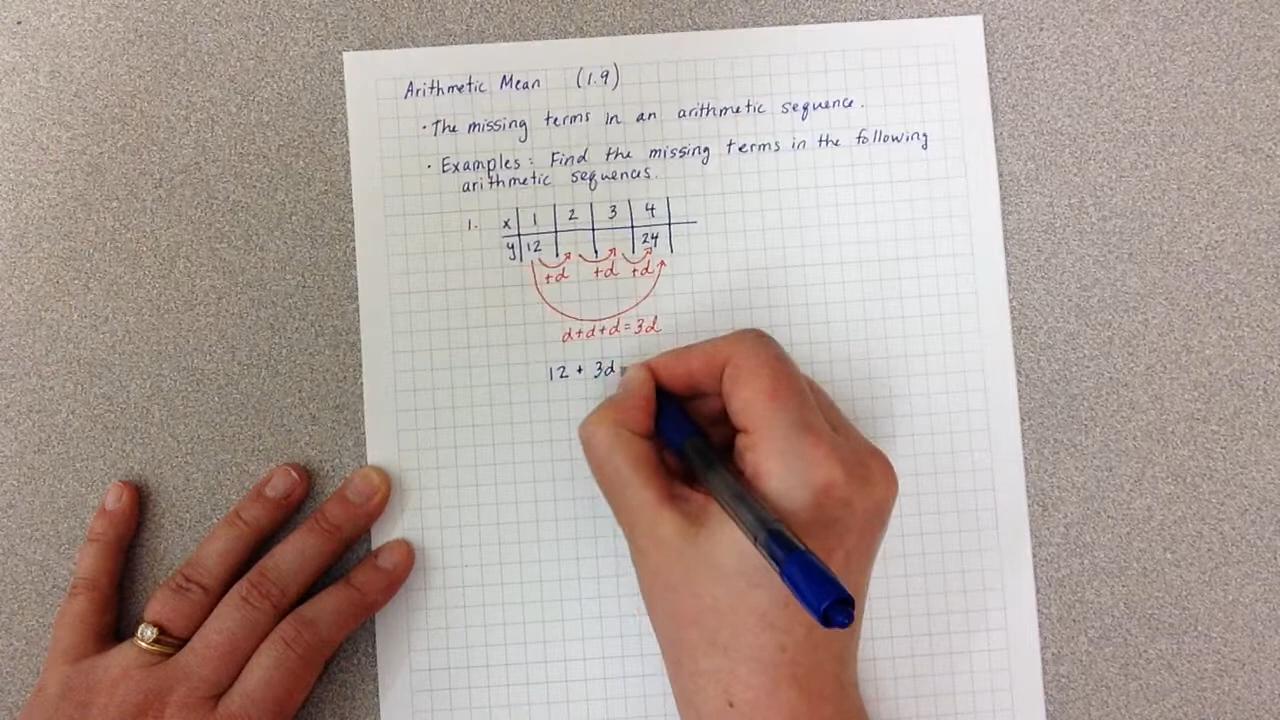 Arithmetic Mean (1.9)
• The missing terms in an arithmetic sequence.
• Examples: Find the missing terms in the following
arithmetic sequences.
1. x 1 2 3 4
y 12 24
+d +d +d
d+d+d=3d
12 + 3d